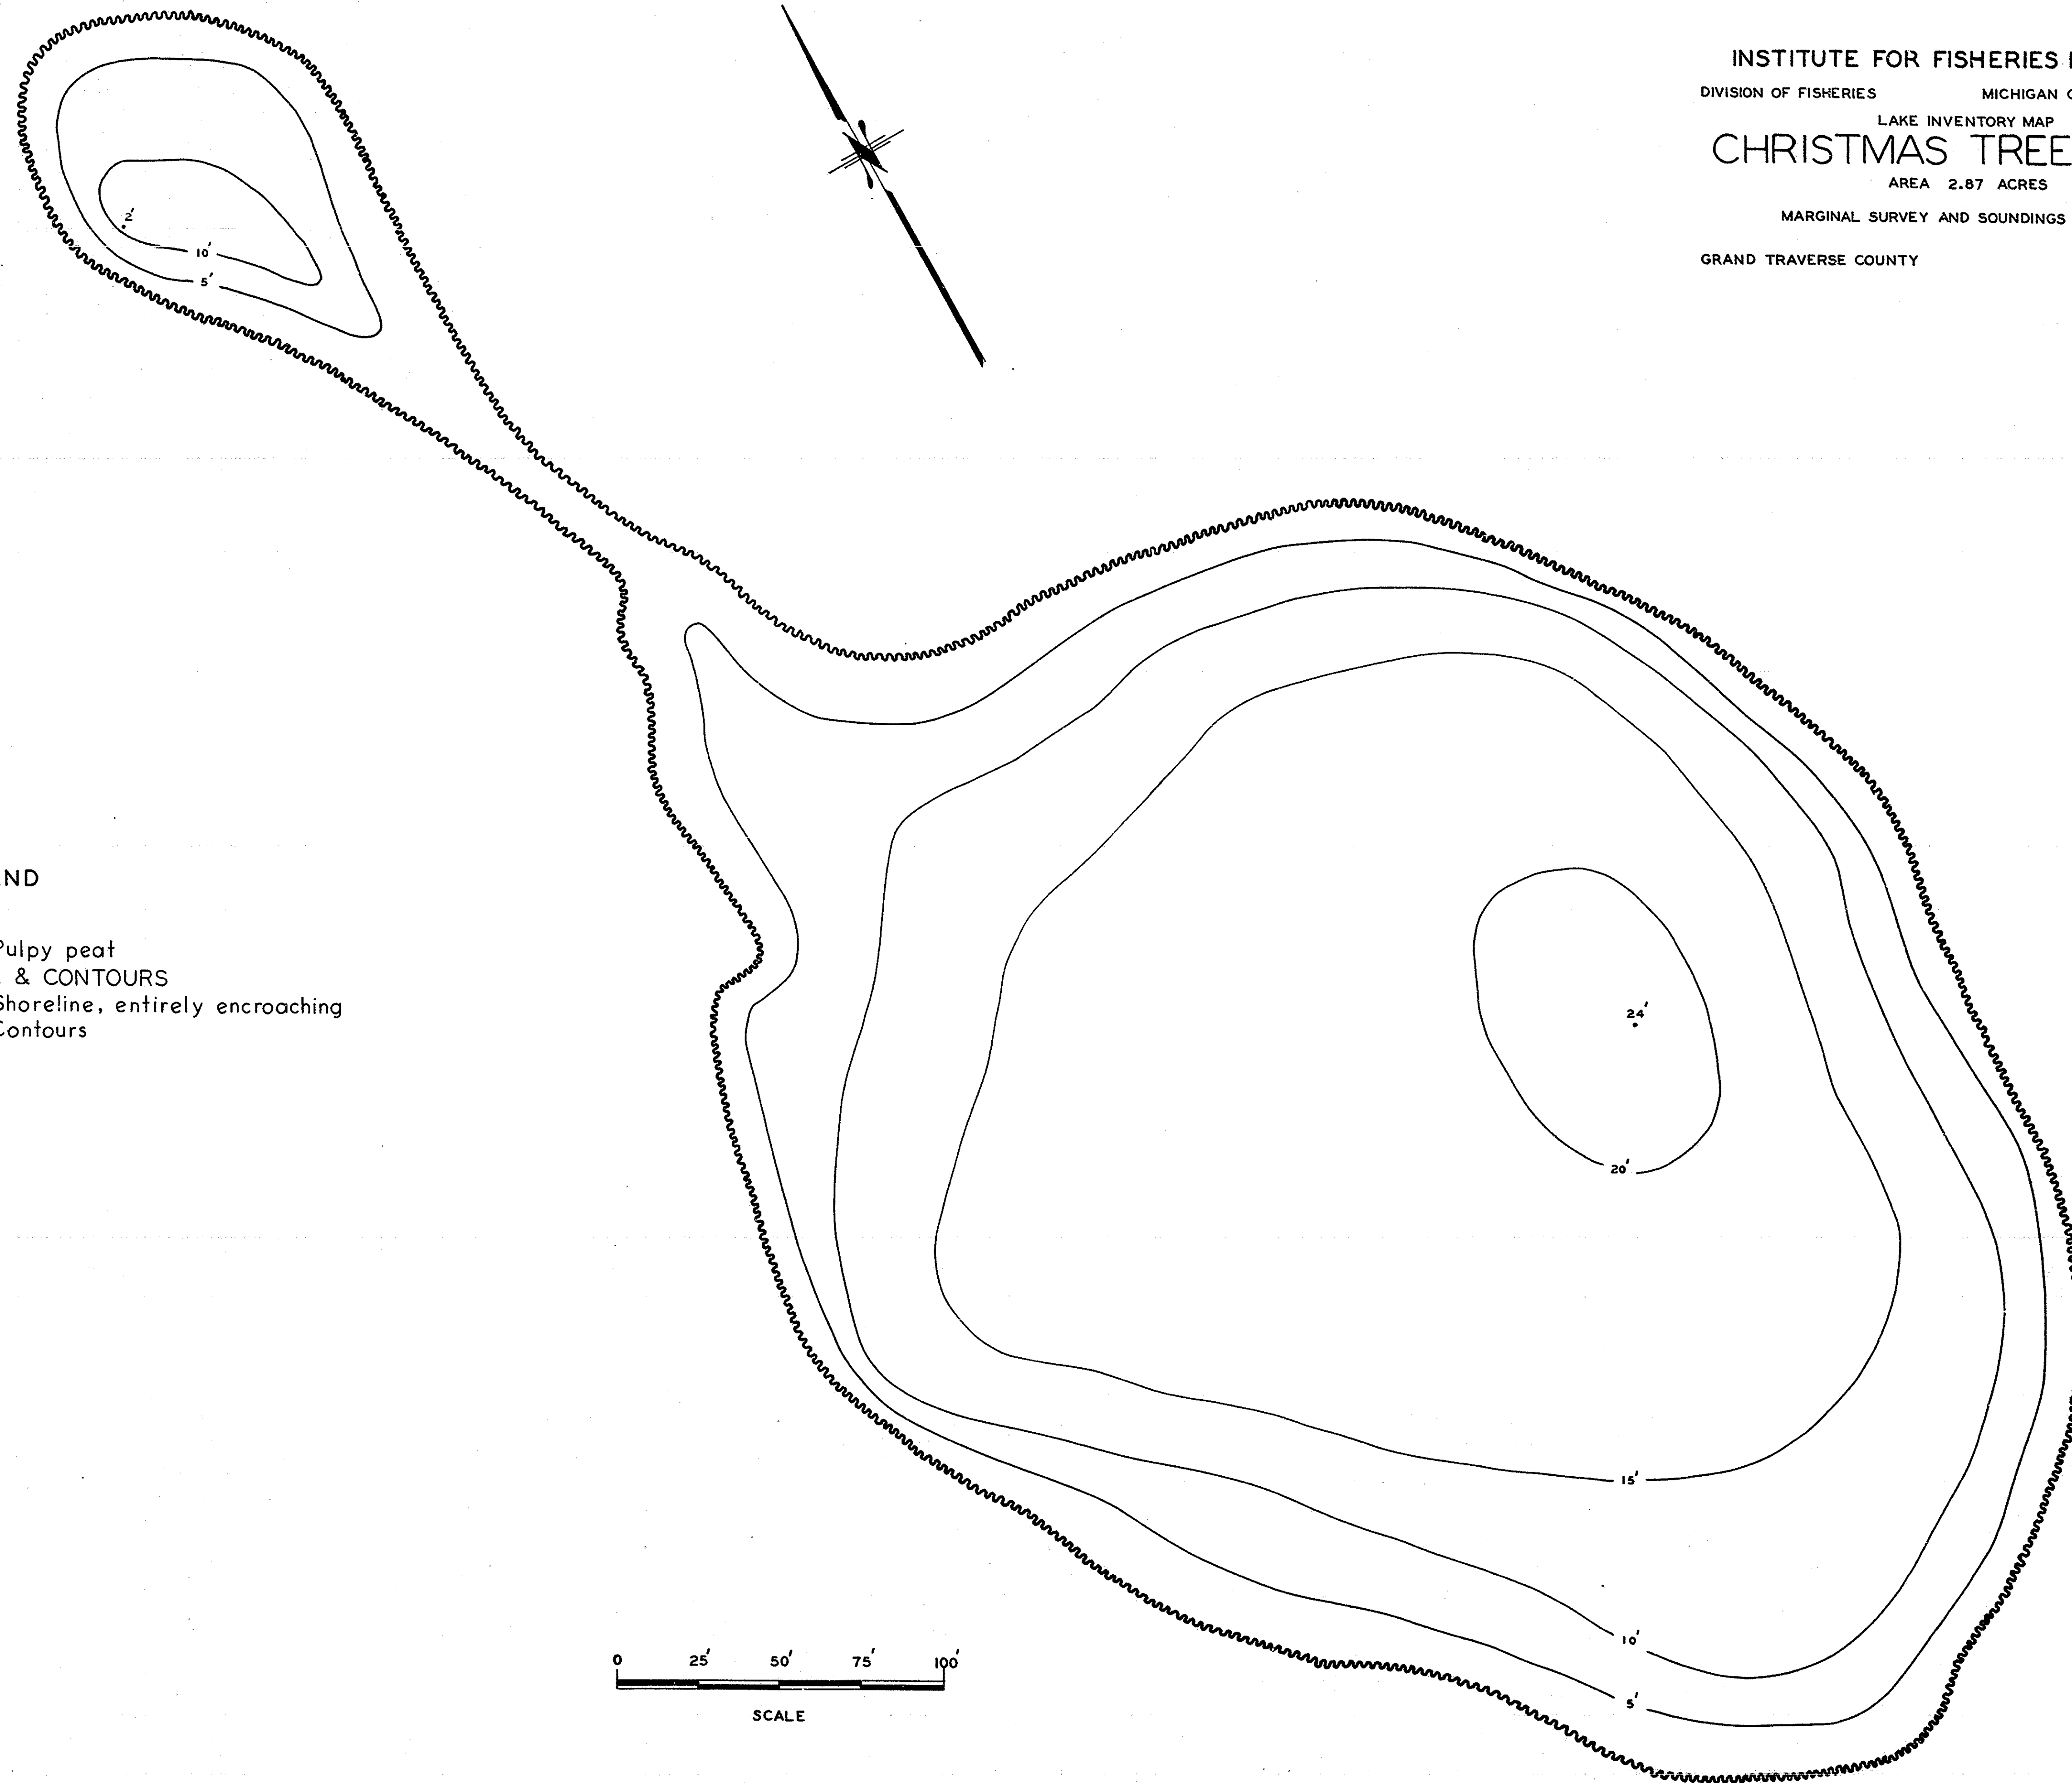 INSTITUTE FOR FISHERIES
DIVISION OF FISHERIES MICHIGAN
LAKE INVENTORY MAP
CHRISTMAS TREE
AREA 2.87 ACRES
MARGINAL SURVEY AND SOUNDINGS
GRAND TRAVERSE COUNTY
2'
10'
5'
Pulpy peat
& CONTOURS
Shoreline, entirely encroaching
Contours
24'
20'
15'
10'
5'
0 25' 50' 75' 100'
SCALE